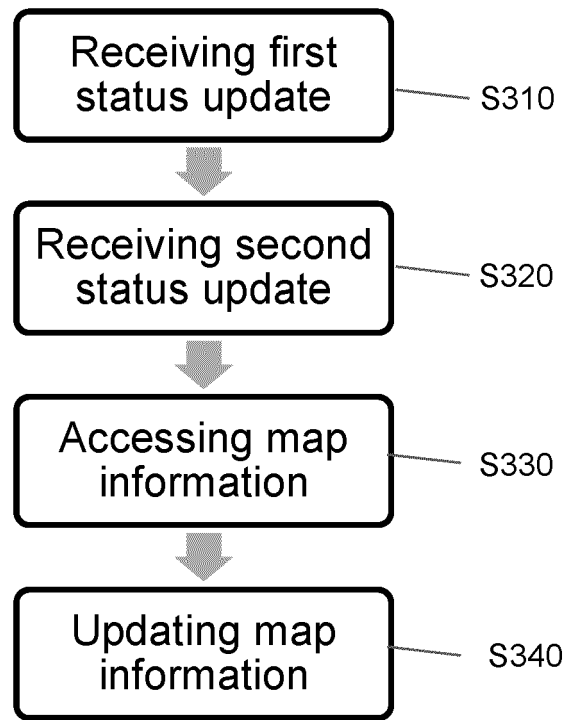 Receiving first
status update
S310
Receiving second
status update
S320
Accessing map
information
S330
Updating map
information
S340